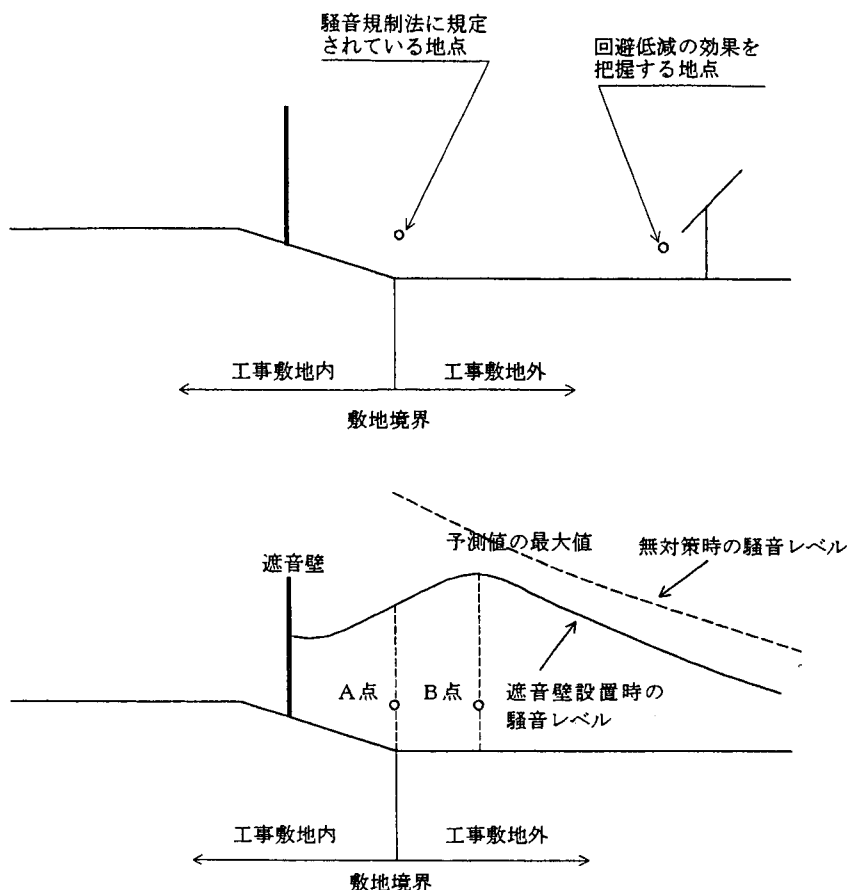 騒音規制法に規定
されている地点
回避低減の効果を
把握する地点
工事敷地内
工事敷地外
敷地境界
予測値の最大値
無対策時の騒音レベル
遮音壁
A点
B点
遮音壁設置時の
騒音レベル
工事敷地内
工事敷地外
敷地境界